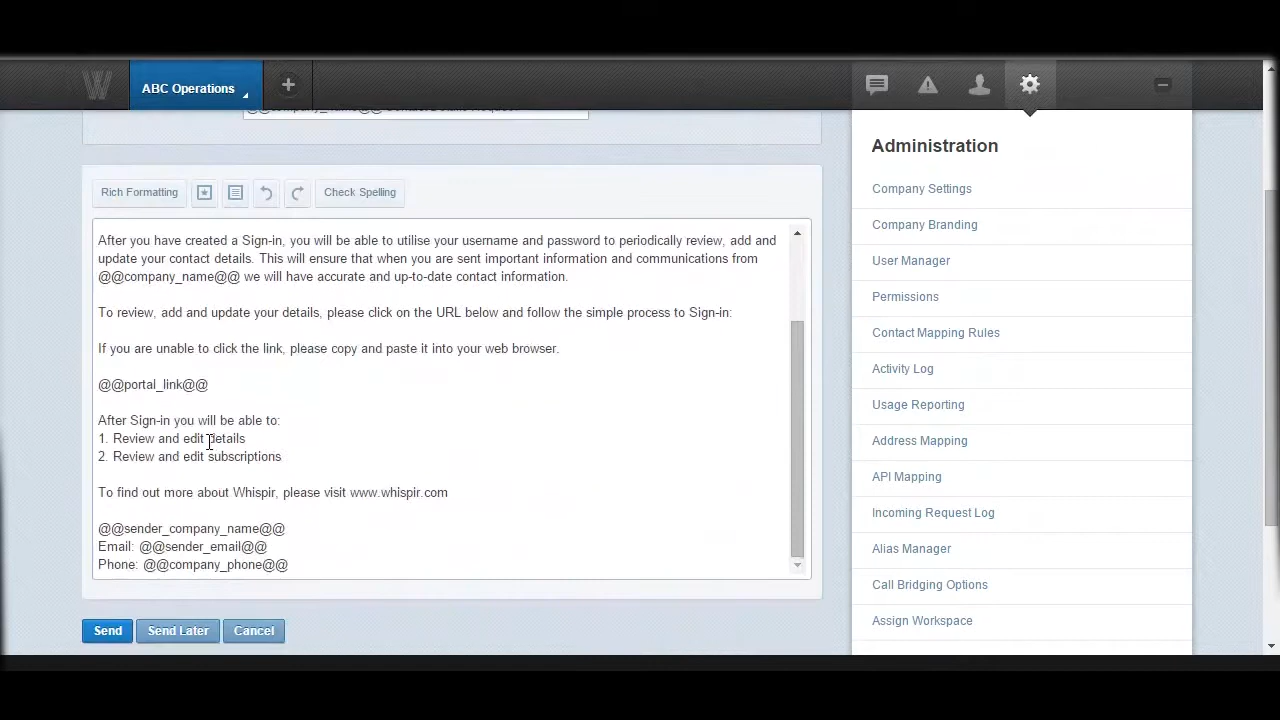 W
ABC Operations
@@company_name@@ Contact Details Request
Rich Formatting
Check Spelling
After you have created a Sign-in, you will be able to utilise your username and password to periodically review, add and
update your contact details. This will ensure that when you are sent important information and communications from
@@company_name@@ we will have accurate and up-to-date contact information.
To review, add and update your details, please click on the URL below and follow the simple process to Sign-in:
If you are unable to click the link, please copy and paste it into your web browser.
@@portal_link@@
After Sign-in you will be able to:
1. Review and edit details
2. Review and edit subscriptions
To find out more about Whispir, please visit www.whispir.com
@@sender_company_name@@
Email: @@sender_email@@
Phone: @@company_phone@@
Send
Send Later
Cancel
Administration
Company Settings
Company Branding
User Manager
Permissions
Contact Mapping Rules
Activity Log
Usage Reporting
Address Mapping
API Mapping
Incoming Request Log
Alias Manager
Call Bridging Options
Assign Workspace